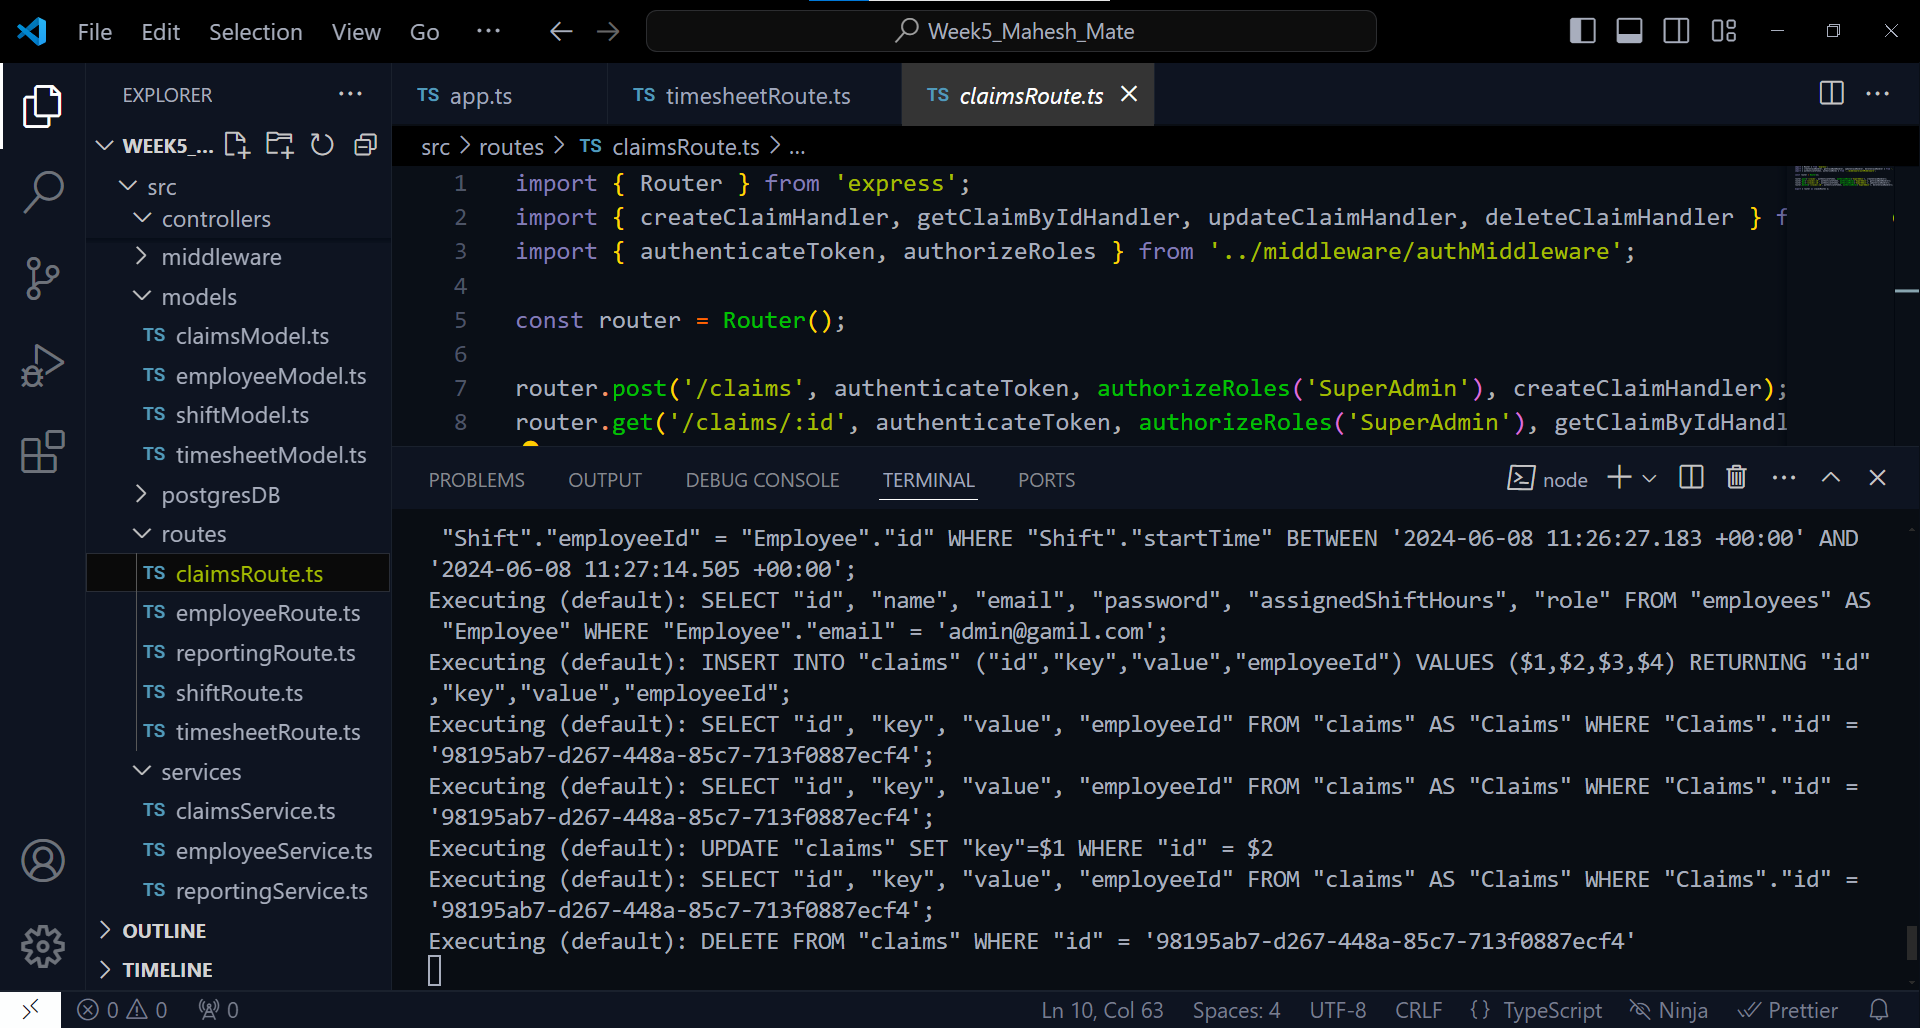 File Edit Selection View Go ··· Week5_Mahesh_Mate
EXPLORER ···
WEEK5_...
src
controllers
middleware
models
TS claimsModel.ts
TS employeeModel.ts
TS shiftModel.ts
TS timesheetModel.ts
postgresDB
routes
TS claimsRoute.ts
TS employeeRoute.ts
TS reportingRoute.ts
TS shiftRoute.ts
TS timesheetRoute.ts
services
TS claimsService.ts
TS employeeService.ts
TS reportingService.ts
OUTLINE
TIMELINE
TS app.ts TS timesheetRoute.ts TS claimsRoute.ts
src > routes > TS claimsRoute.ts > ...
1 import { Router } from 'express';
2 import { createClaimHandler, getClaimByIdHandler, updateClaimHandler, deleteClaimHandler } f
3 import { authenticateToken, authorizeRoles } from '../middleware/authMiddleware';
4
5 const router = Router();
6
7 router.post('/claims', authenticateToken, authorizeRoles('SuperAdmin'), createClaimHandler);
8 router.get('/claims/:id', authenticateToken, authorizeRoles('SuperAdmin'), getClaimByIdHandl
PROBLEMS OUTPUT DEBUG CONSOLE TERMINAL PORTS node
"Shift"."employeeId" = "Employee"."id" WHERE "Shift"."startTime" BETWEEN '2024-06-08 11:26:27.183 +00:00' AND
'2024-06-08 11:27:14.505 +00:00';
Executing (default): SELECT "id", "name", "email", "password", "assignedShiftHours", "role" FROM "employees" AS
"Employee" WHERE "Employee"."email" = 'admin@gamil.com';
Executing (default): INSERT INTO "claims" ("id","key","value","employeeId") VALUES ($1,$2,$3,$4) RETURNING "id"
,"key","value","employeeId";
Executing (default): SELECT "id", "key", "value", "employeeId" FROM "claims" AS "Claims" WHERE "Claims"."id" =
'98195ab7-d267-448a-85c7-713f0887ecf4';
Executing (default): SELECT "id", "key", "value", "employeeId" FROM "claims" AS "Claims" WHERE "Claims"."id" =
'98195ab7-d267-448a-85c7-713f0887ecf4';
Executing (default): UPDATE "claims" SET "key"=$1 WHERE "id" = $2
Executing (default): SELECT "id", "key", "value", "employeeId" FROM "claims" AS "Claims" WHERE "Claims"."id" =
'98195ab7-d267-448a-85c7-713f0887ecf4';
Executing (default): DELETE FROM "claims" WHERE "id" = '98195ab7-d267-448a-85c7-713f0887ecf4'
0 0 0 Ln 10, Col 63 Spaces: 4 UTF-8 CRLF {} TypeScript Ninja Prettier